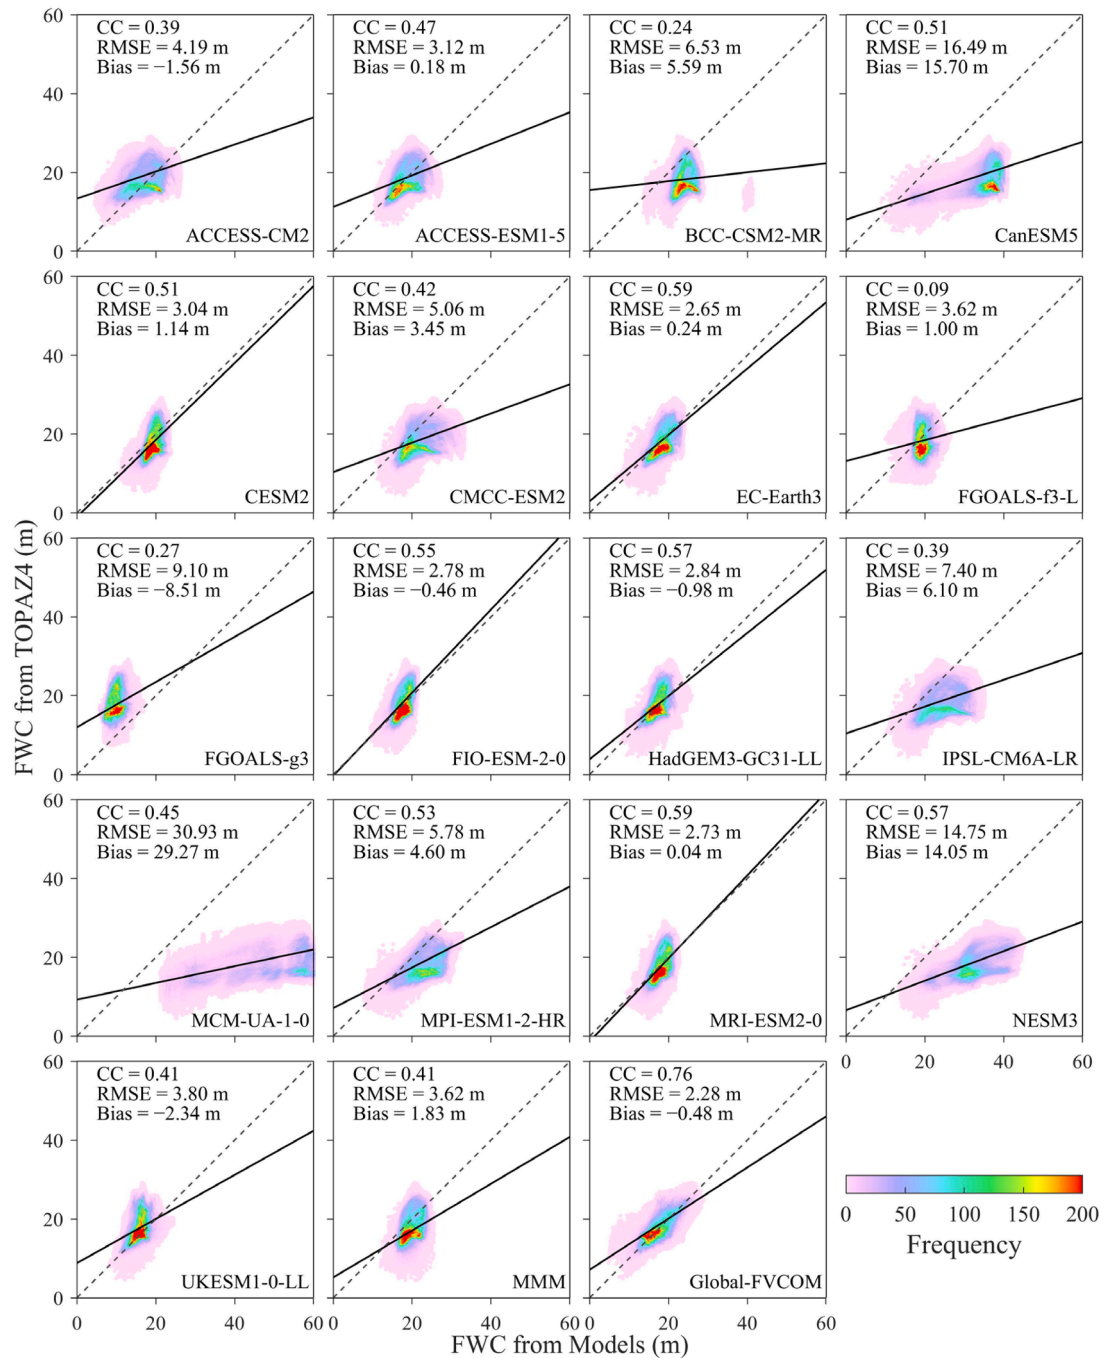 60
40
20
0
CC = 0.39
RMSE = 4.19 m
Bias = −1.56 m
ACCESS-CM2
CC = 0.47
RMSE = 3.12 m
Bias = 0.18 m
ACCESS-ESM1-5
CC = 0.24
RMSE = 6.53 m
Bias = 5.59 m
BCC-CSM2-MR
CC = 0.51
RMSE = 16.49 m
Bias = 15.70 m
CanESM5
60
40
20
0
CC = 0.51
RMSE = 3.04 m
Bias = 1.14 m
CESM2
CC = 0.42
RMSE = 5.06 m
Bias = 3.45 m
CMCC-ESM2
CC = 0.59
RMSE = 2.65 m
Bias = 0.24 m
EC-Earth3
CC = 0.09
RMSE = 3.62 m
Bias = 1.00 m
FGOALS-f3-L
FWC from TOPAZ4 (m)
60
40
20
0
CC = 0.27
RMSE = 9.10 m
Bias = −8.51 m
FGOALS-g3
CC = 0.55
RMSE = 2.78 m
Bias = −0.46 m
FIO-ESM-2-0
CC = 0.57
RMSE = 2.84 m
Bias = −0.98 m
HadGEM3-GC31-LL
CC = 0.39
RMSE = 7.40 m
Bias = 6.10 m
IPSL-CM6A-LR
60
40
20
0
CC = 0.45
RMSE = 30.93 m
Bias = 29.27 m
MCM-UA-1-0
CC = 0.53
RMSE = 5.78 m
Bias = 4.60 m
MPI-ESM1-2-HR
CC = 0.59
RMSE = 2.73 m
Bias = 0.04 m
MRI-ESM2-0
CC = 0.57
RMSE = 14.75 m
Bias = 14.05 m
NESM3
0 20 40 60
60
40
20
0
CC = 0.41
RMSE = 3.80 m
Bias = −2.34 m
UKESM1-0-LL
CC = 0.41
RMSE = 3.62 m
Bias = 1.83 m
MMM
CC = 0.76
RMSE = 2.28 m
Bias = −0.48 m
Global-FVCOM
0 50 100 150 200
Frequency
0 20 40 60 0 20 40 60 0 20 40 60
FWC from Models (m)